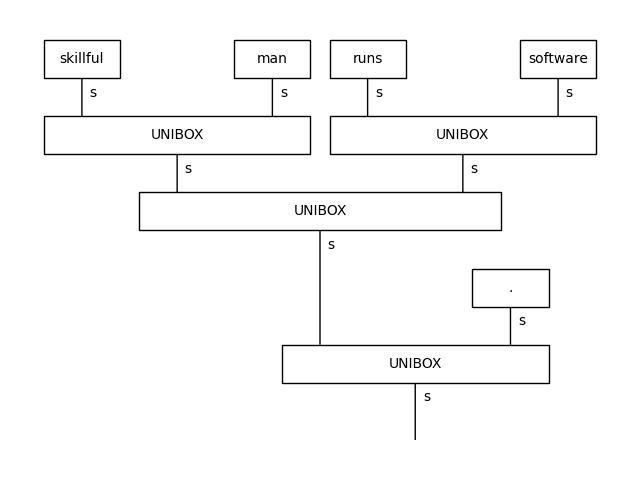 skillful man runs software
s s s s
UNIBOX UNIBOX
s s
UNIBOX
s
.
s
UNIBOX
s